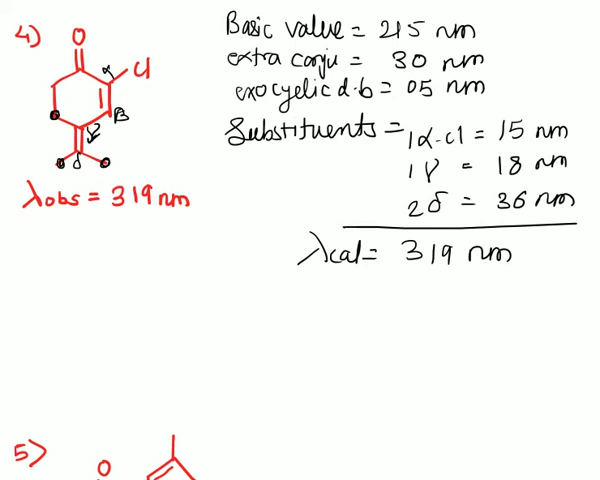 4)
O
α
Cl
β
γ
δ
λobs = 319 nm
Basic value = 215 nm
extra conju = 30 nm
exocyclic d.b = 05 nm
Substituents = 1α-cl = 15 nm
1γ = 18 nm
2δ = 36 nm
λcal = 319 nm
5)
O